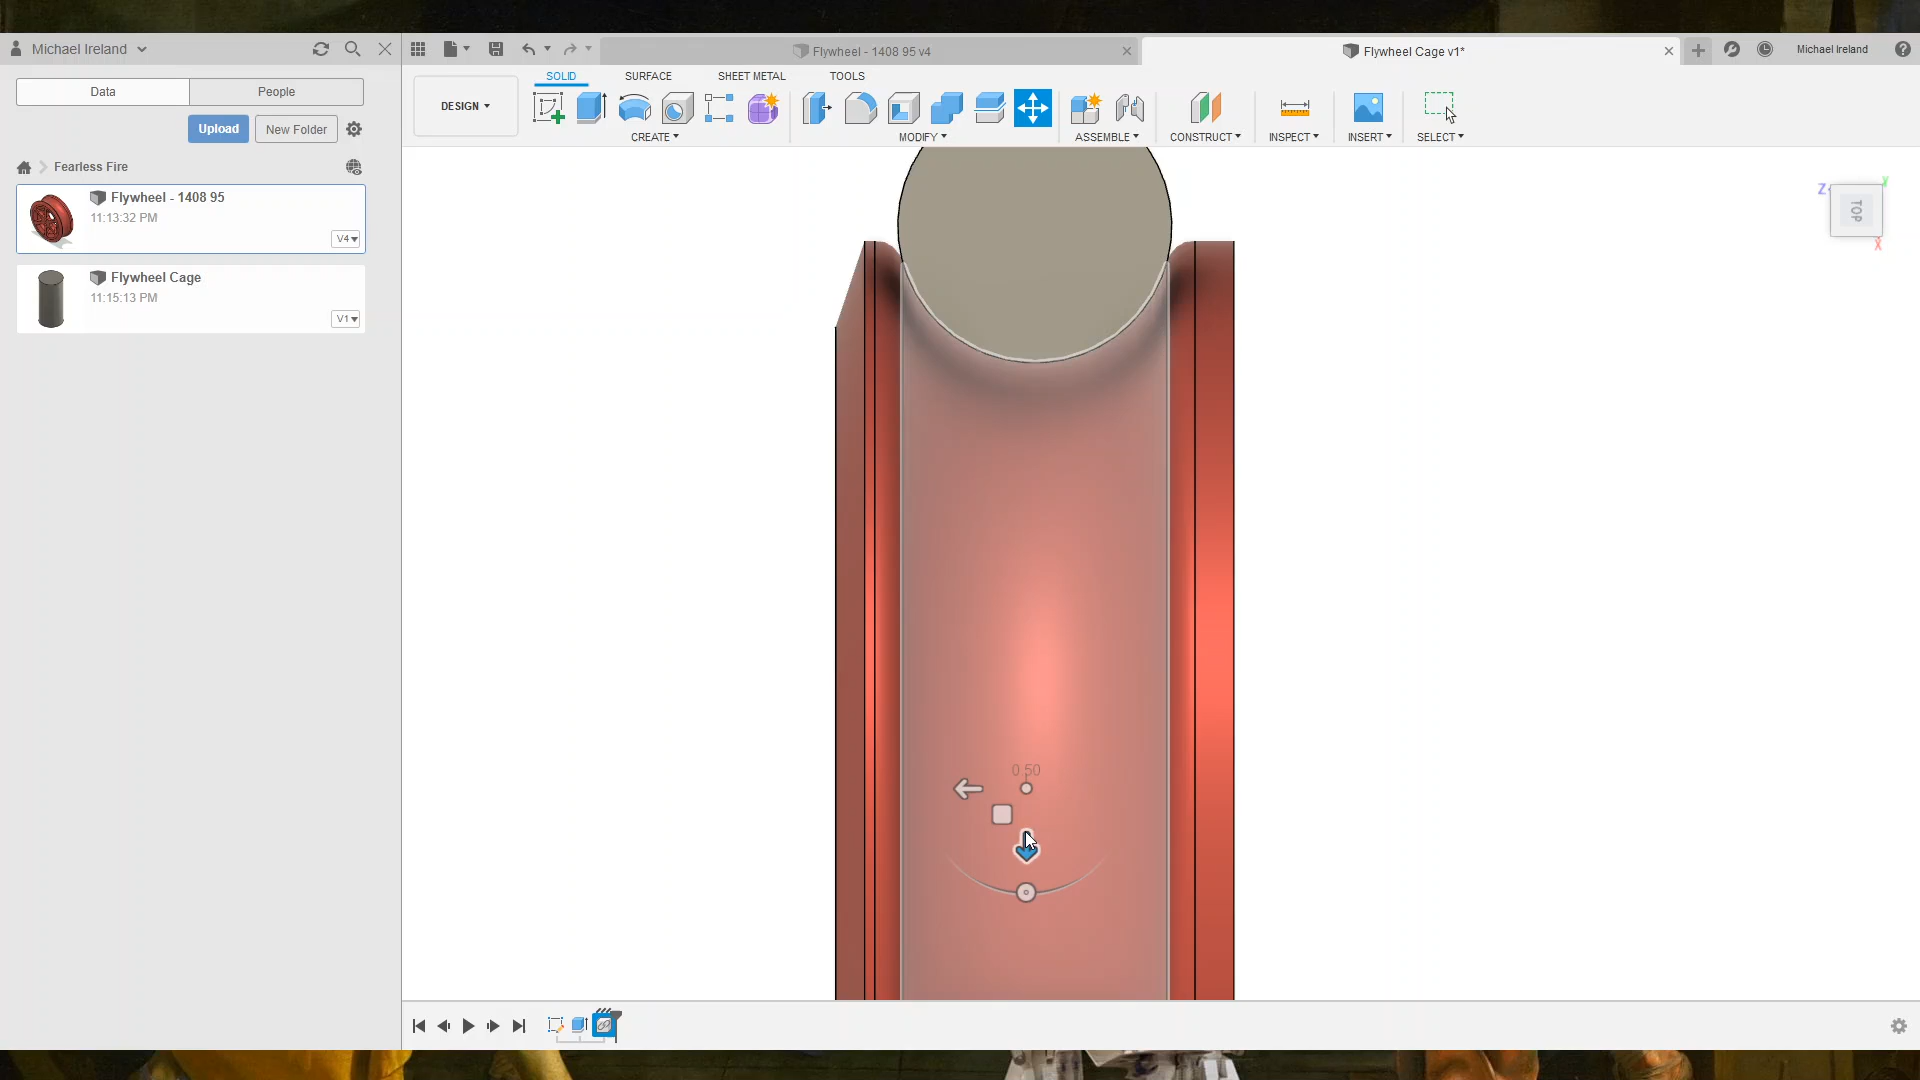 Michael Ireland
Data
People
Upload
New Folder
Fearless Fire
Flywheel - 1408 95
11:13:32 PM
V4
Flywheel Cage
11:15:13 PM
V1
Flywheel - 1408 95 v4
Flywheel Cage v1*
Michael Ireland
SOLID
SURFACE
SHEET METAL
TOOLS
DESIGN
CREATE
MODIFY
ASSEMBLE
CONSTRUCT
INSPECT
INSERT
SELECT
Z
Y
TOP
X
0.50